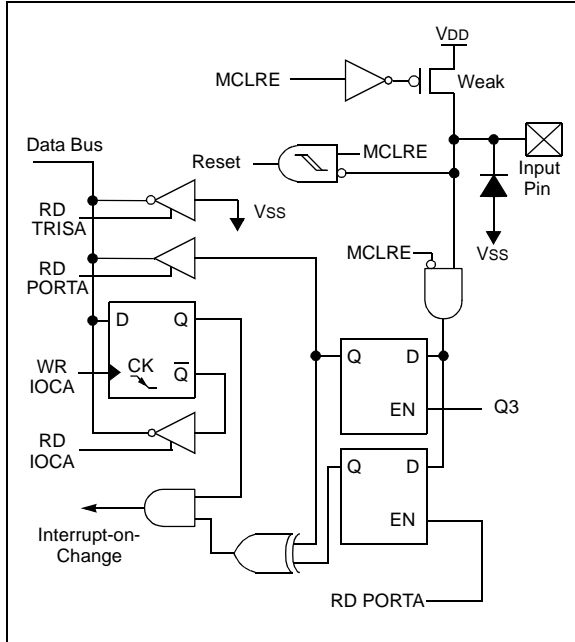 VDD
MCLRE
Weak
Data Bus
MCLRE
Reset
Input
Pin
RD
TRISA
VSS
VSS
RD
PORTA
MCLRE
D
Q
Q
D
WR
IOCA
CK
Q
EN
Q3
RD
IOCA
Q
D
EN
Interrupt-on-
Change
RD PORTA